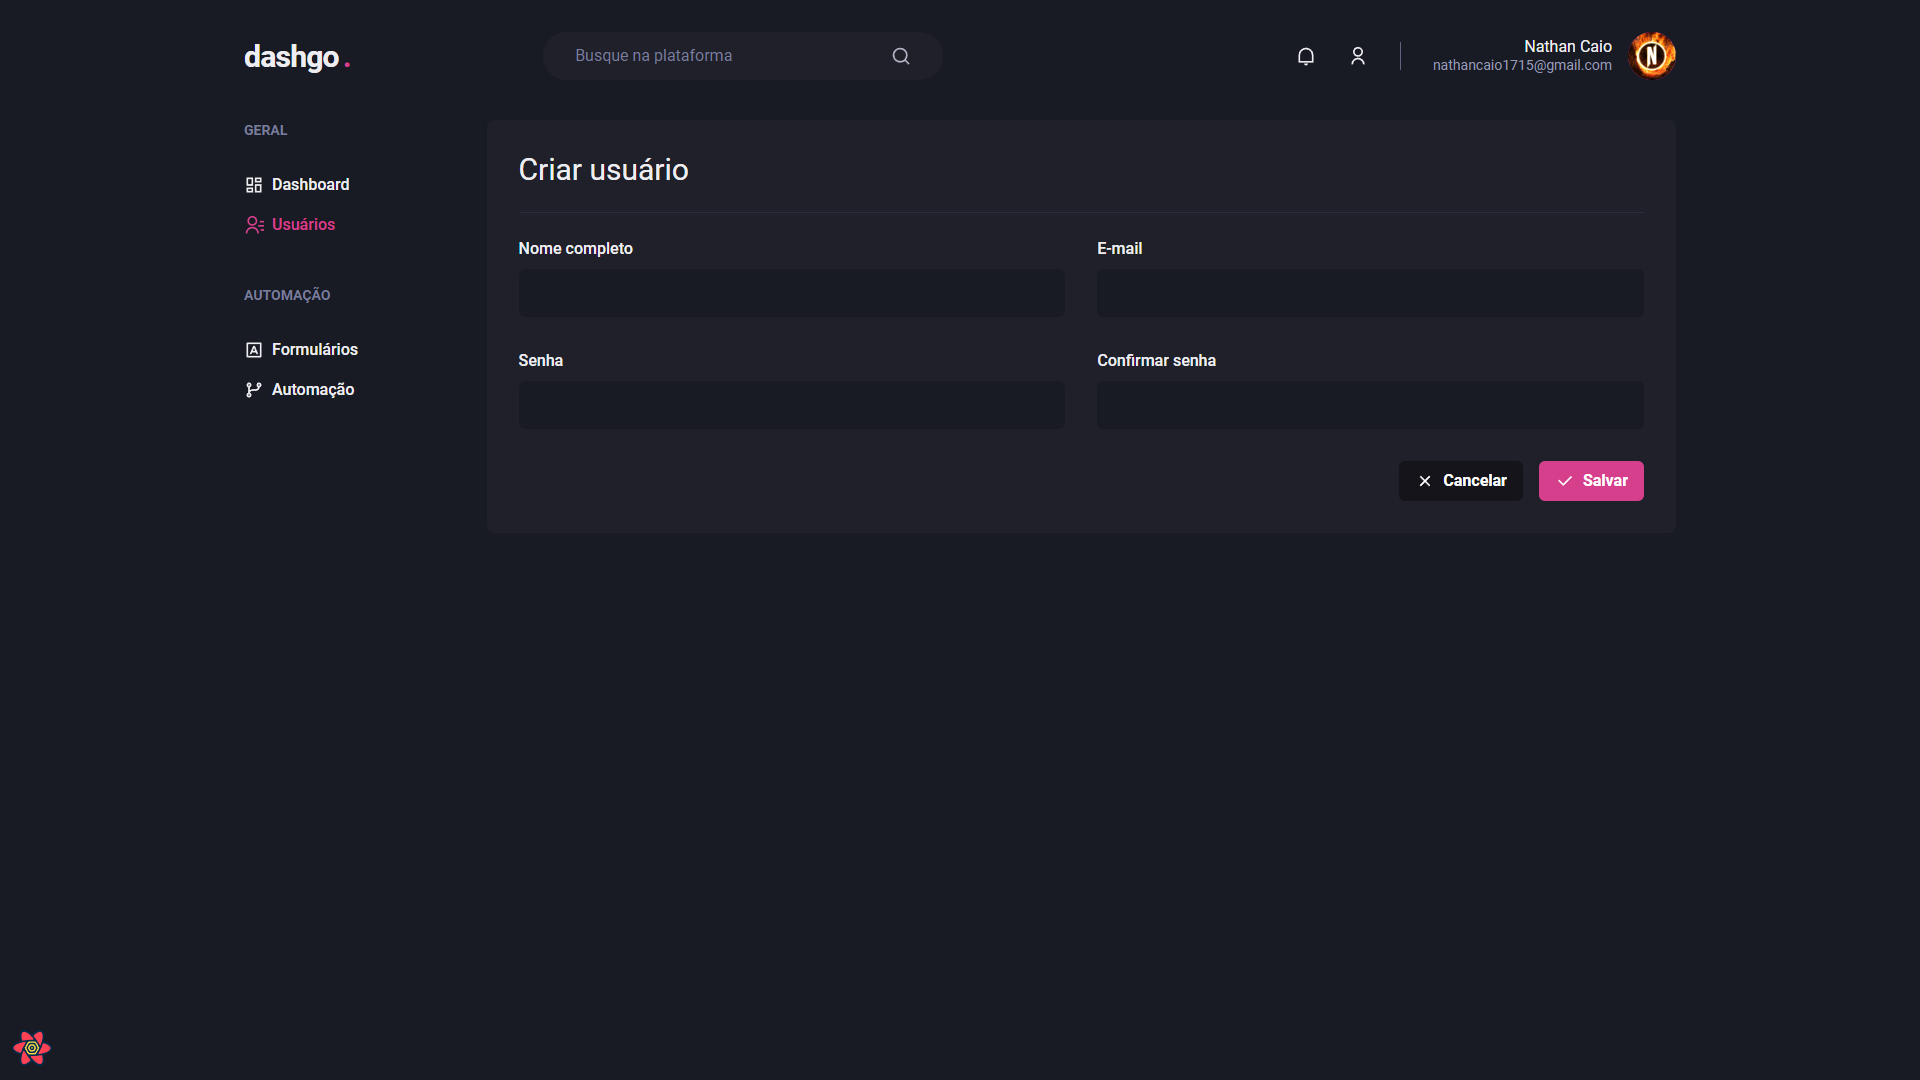 dashgo.
Busque na plataforma
Nathan Caio
nathancaio1715@gmail.com
N
GERAL
Dashboard
Usuários
AUTOMAÇÃO
Formulários
Automação
Criar usuário
Nome completo
E-mail
Senha
Confirmar senha
Cancelar
Salvar